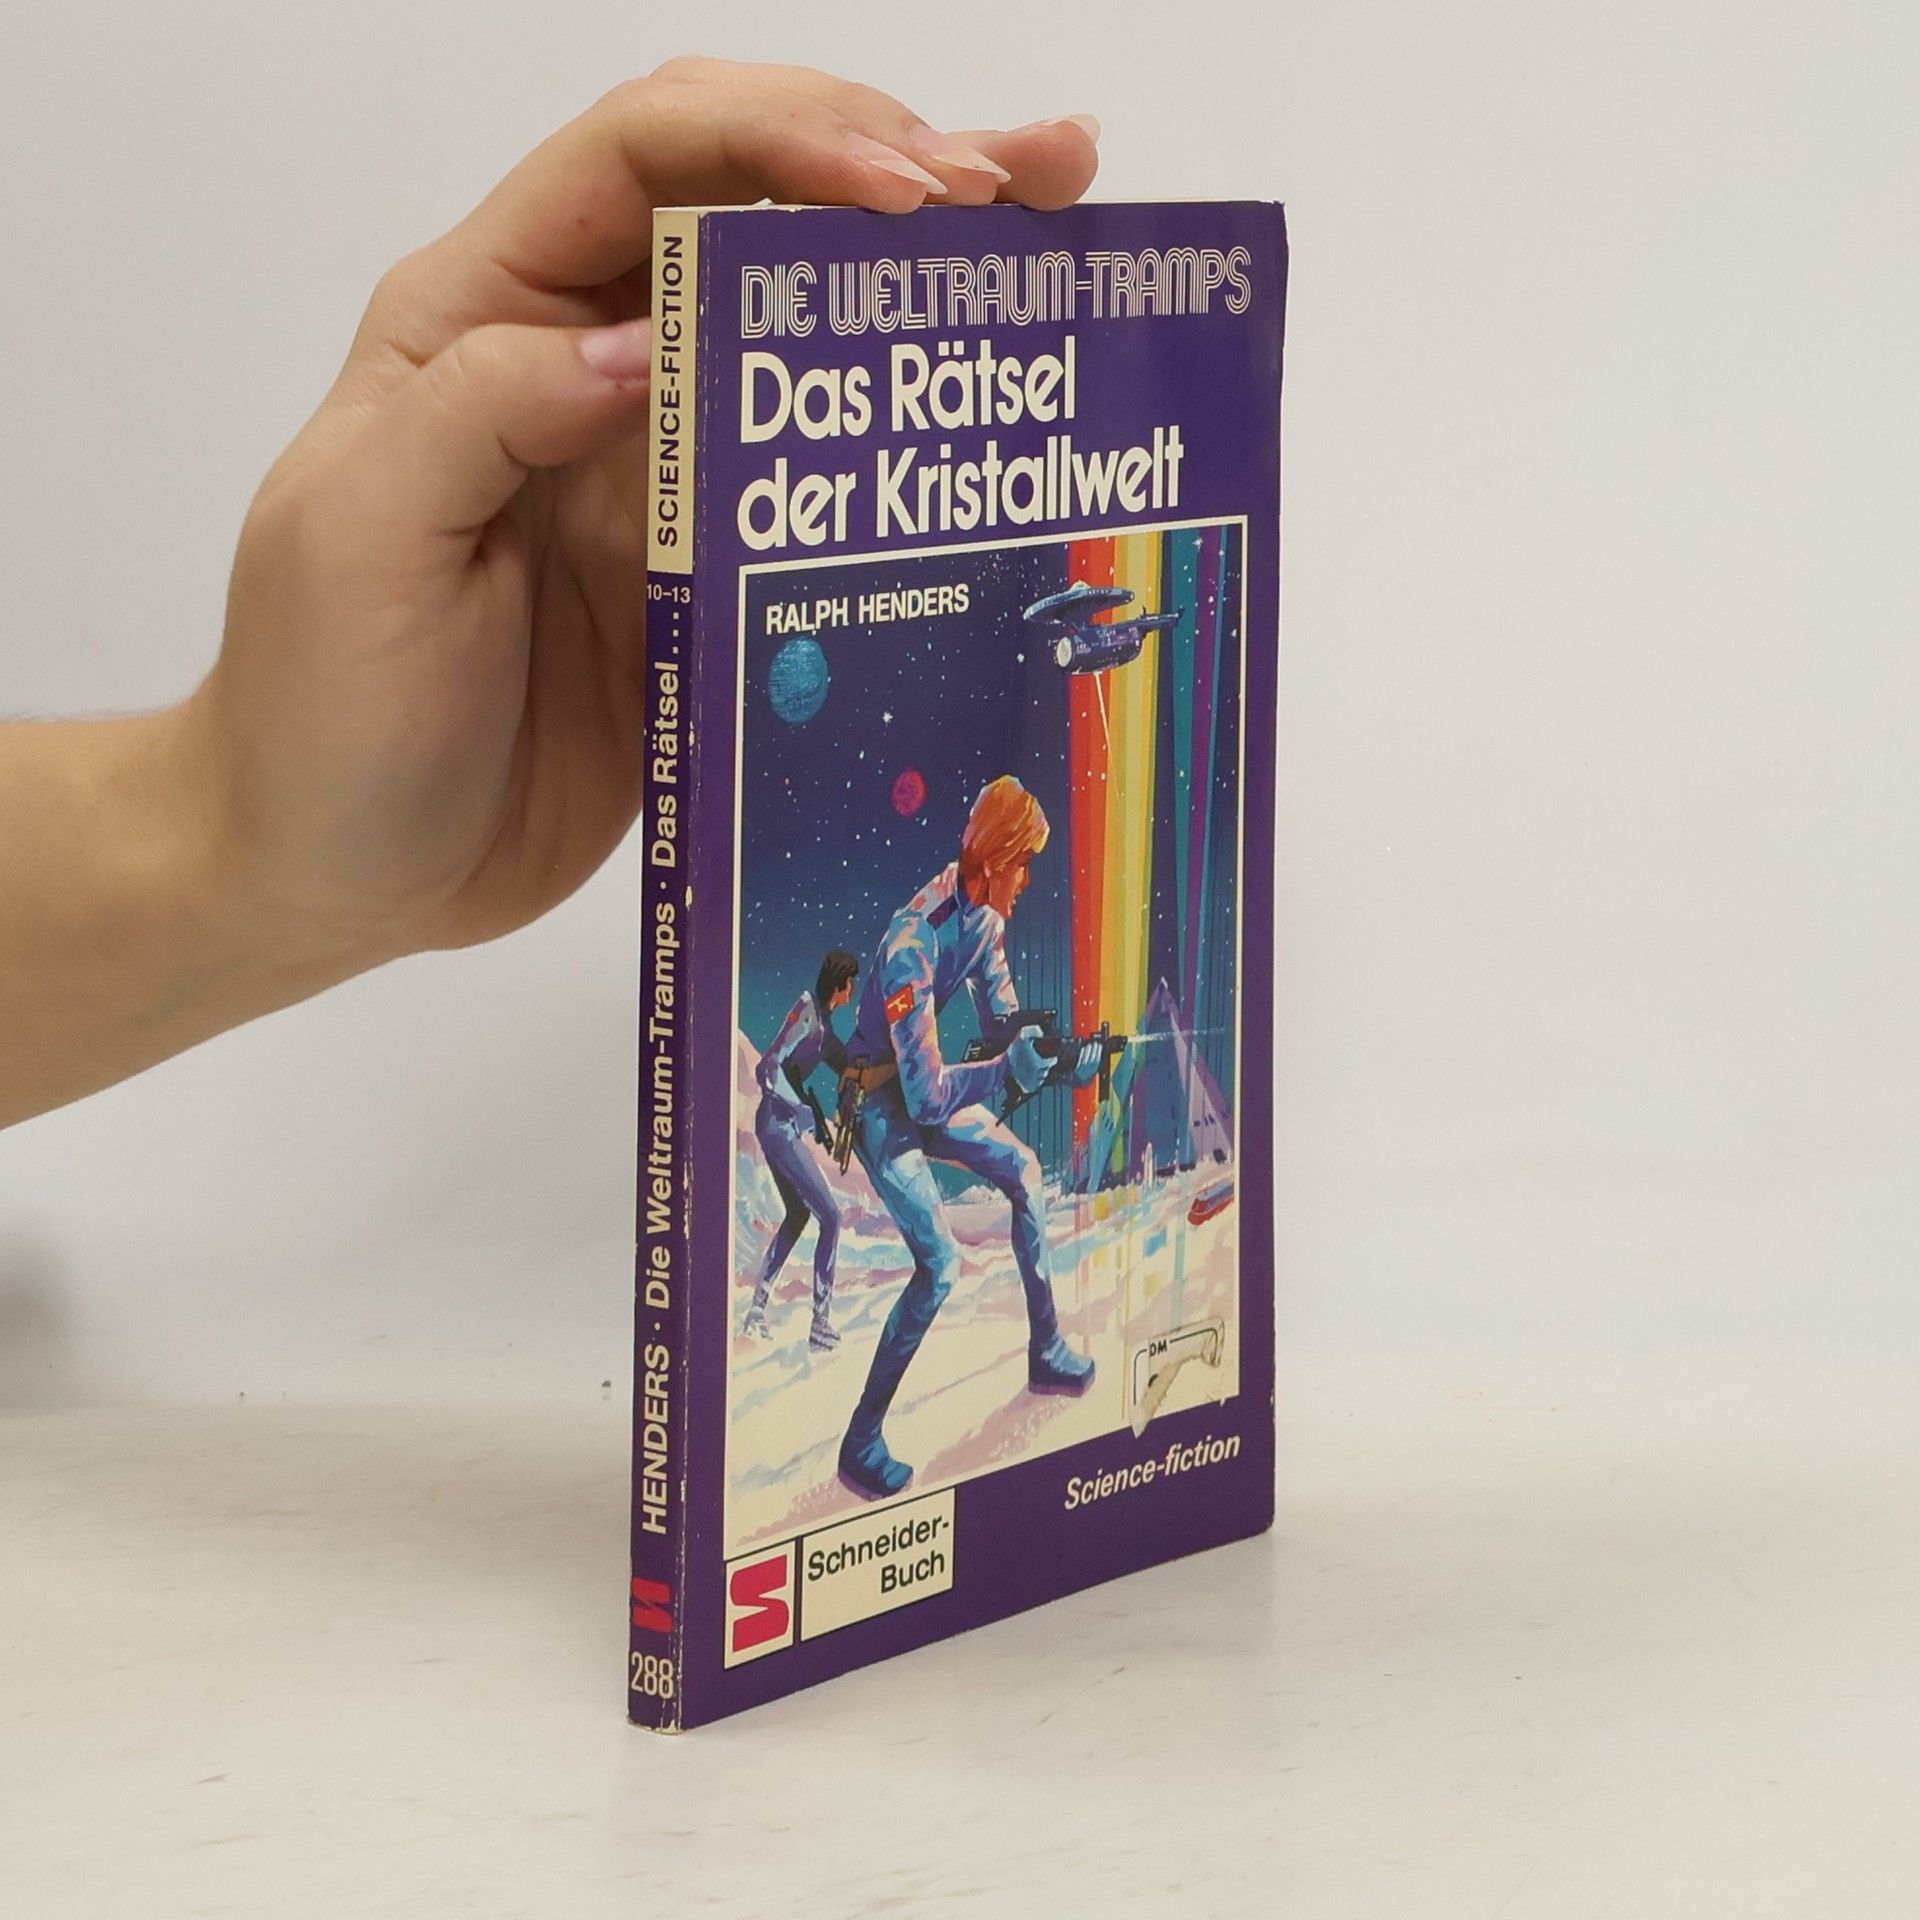 DIE WELTRAUM-TRAMPS
Das Rätsel
der Kristallwelt
RALPH HENDERS
DM
Science-fiction
Schneider-
Buch
SCIENCE-FICTION
10–13
HENDERS · Die Weltraum-Tramps · Das Rätsel...
288